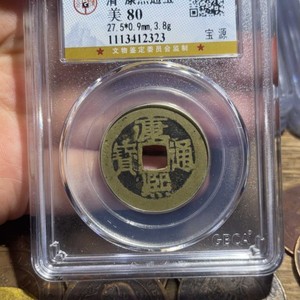 清 康熙通宝
美 80
27.5*0.9mm,3.8g
宝源
1113412323
文物鉴定委员会监制
康熙通寶
GBCA